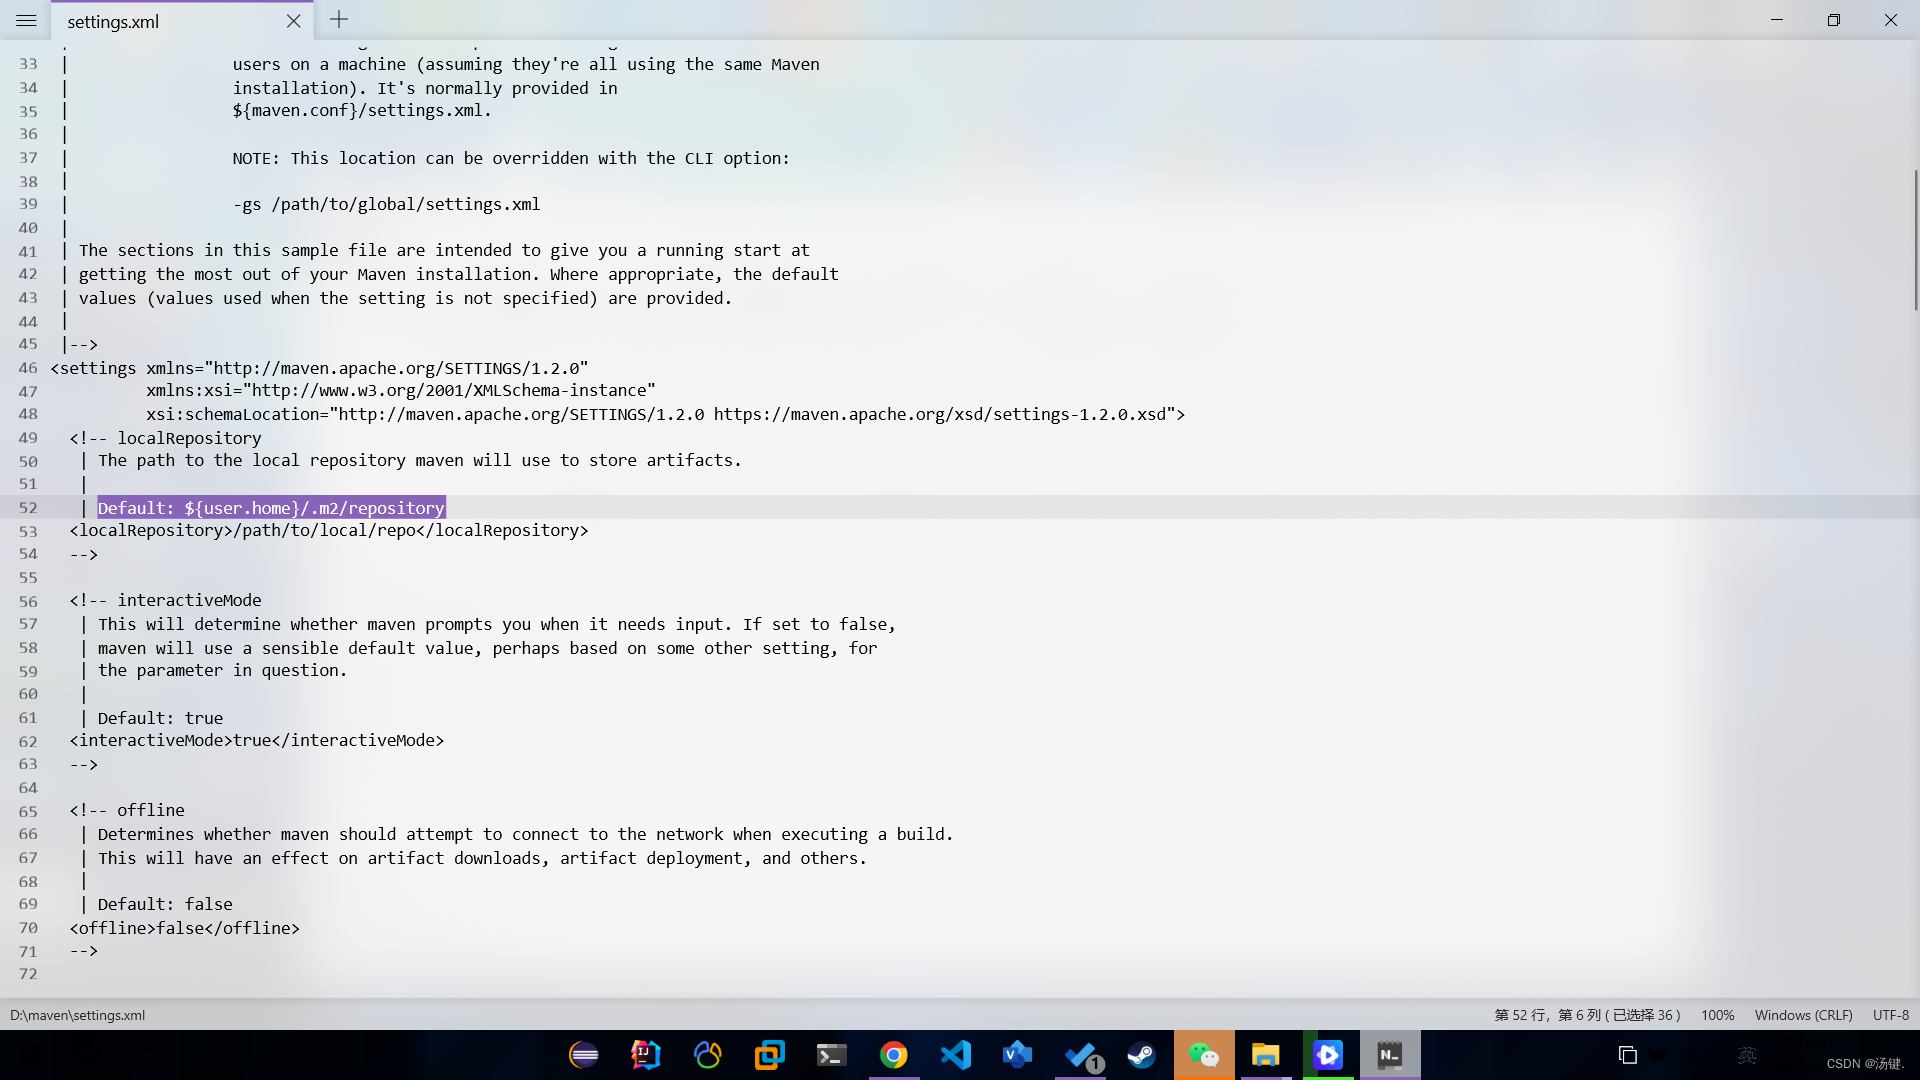 settings.xml
33 | users on a machine (assuming they're all using the same Maven
34 | installation). It's normally provided in
35 | ${maven.conf}/settings.xml.
36 |
37 | NOTE: This location can be overridden with the CLI option:
38 |
39 | -gs /path/to/global/settings.xml
40 |
41 | The sections in this sample file are intended to give you a running start at
42 | getting the most out of your Maven installation. Where appropriate, the default
43 | values (values used when the setting is not specified) are provided.
44 |
45 |-->
46 <settings xmlns="http://maven.apache.org/SETTINGS/1.2.0"
47 xmlns:xsi="http://www.w3.org/2001/XMLSchema-instance"
48 xsi:schemaLocation="http://maven.apache.org/SETTINGS/1.2.0 https://maven.apache.org/xsd/settings-1.2.0.xsd">
49 <!-- localRepository
50 | The path to the local repository maven will use to store artifacts.
51 |
52 | Default: ${user.home}/.m2/repository
53 <localRepository>/path/to/local/repo</localRepository>
54 -->
55
56 <!-- interactiveMode
57 | This will determine whether maven prompts you when it needs input. If set to false,
58 | maven will use a sensible default value, perhaps based on some other setting, for
59 | the parameter in question.
60 |
61 | Default: true
62 <interactiveMode>true</interactiveMode>
63 -->
64
65 <!-- offline
66 | Determines whether maven should attempt to connect to the network when executing a build.
67 | This will have an effect on artifact downloads, artifact deployment, and others.
68 |
69 | Default: false
70 <offline>false</offline>
71 -->
72
D:\maven\settings.xml 第 52 行，第 6 列 ( 已选择 36 ) 100% Windows (CRLF) UTF-8
IJ
1
N
英
CSDN @汤键.